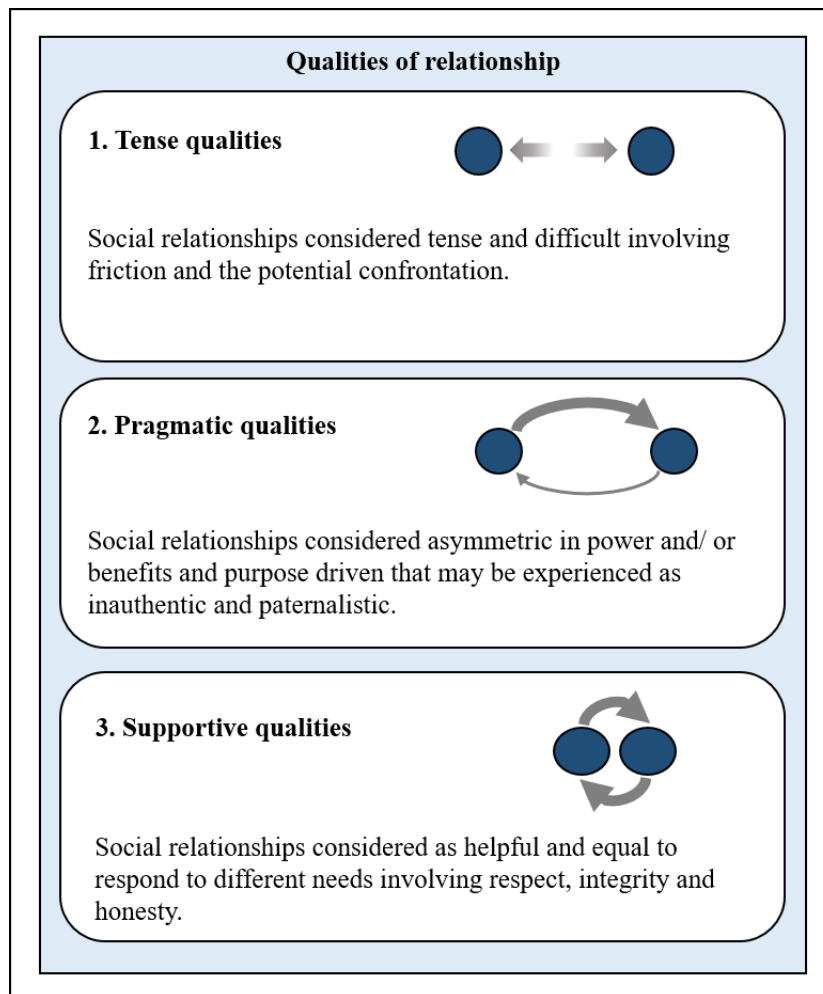 Qualities of relationship
1. Tense qualities
Social relationships considered tense and difficult involving
friction and the potential confrontation.
2. Pragmatic qualities
Social relationships considered asymmetric in power and/ or
benefits and purpose driven that may be experienced as
inauthentic and paternalistic.
3. Supportive qualities
Social relationships considered as helpful and equal to
respond to different needs involving respect, integrity and
honesty.